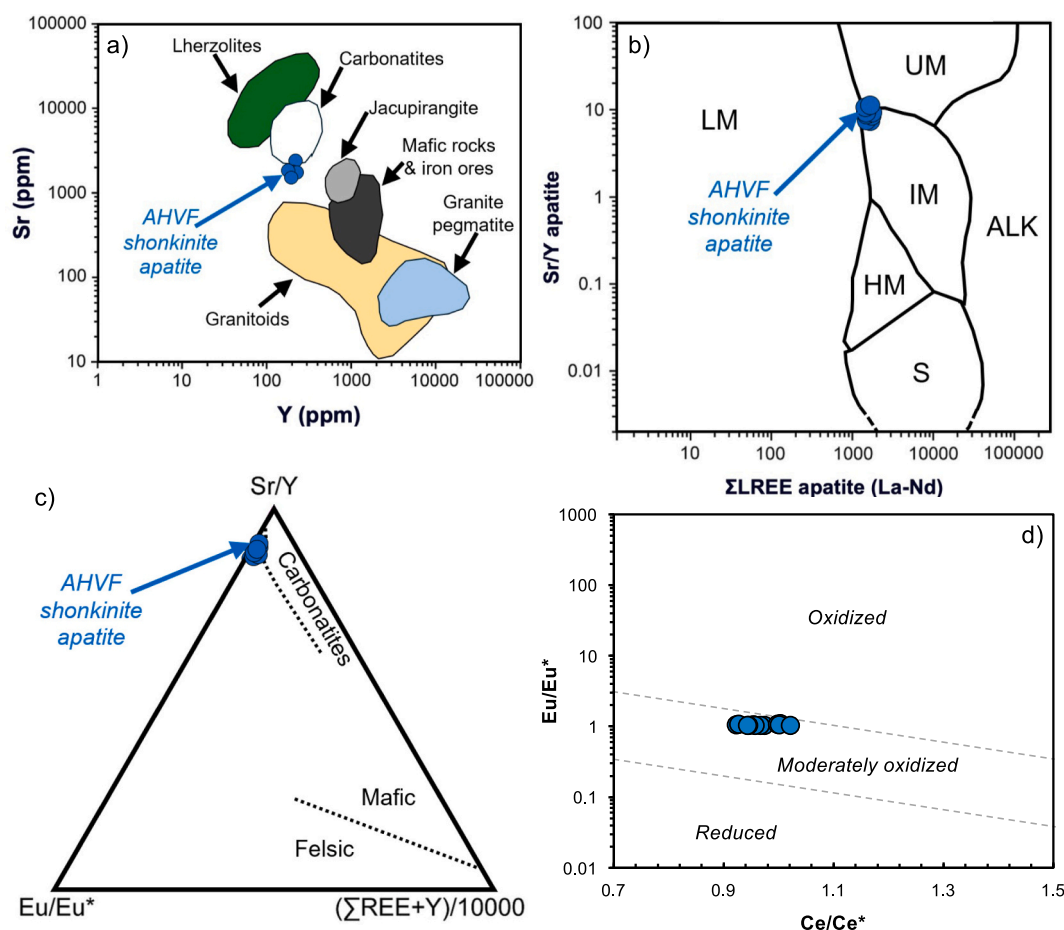 a)
100000
10000
1000
100
10
Sr (ppm)
Lherzolites
Carbonatites
Jacupirangite
Mafic rocks
& iron ores
Granite
pegmatite
AHVF
shonkinite
apatite
Granitoids
1
10
100
1000
10000
100000
Y (ppm)
b)
100
10
1
0.1
0.01
Sr/Y apatite
UM
LM
AHVF
shonkinite
apatite
IM
ALK
HM
S
10
100
1000
10000
100000
ΣLREE apatite (La-Nd)
c)
Sr/Y
AHVF
shonkinite
apatite
Carbonatites
Mafic
Felsic
Eu/Eu*
(∑REE+Y)/10000
d)
1000
100
10
1
0.1
0.01
Eu/Eu*
Oxidized
Moderately oxidized
Reduced
0.7
0.9
1.1
1.3
1.5
Ce/Ce*